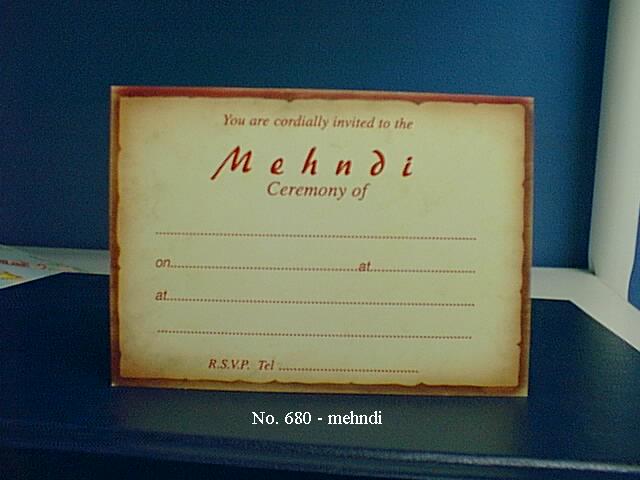 You are cordially invited to the
Mehndi
Ceremony of
on at
at
R.S.V.P. Tel
No. 680 - mehndi